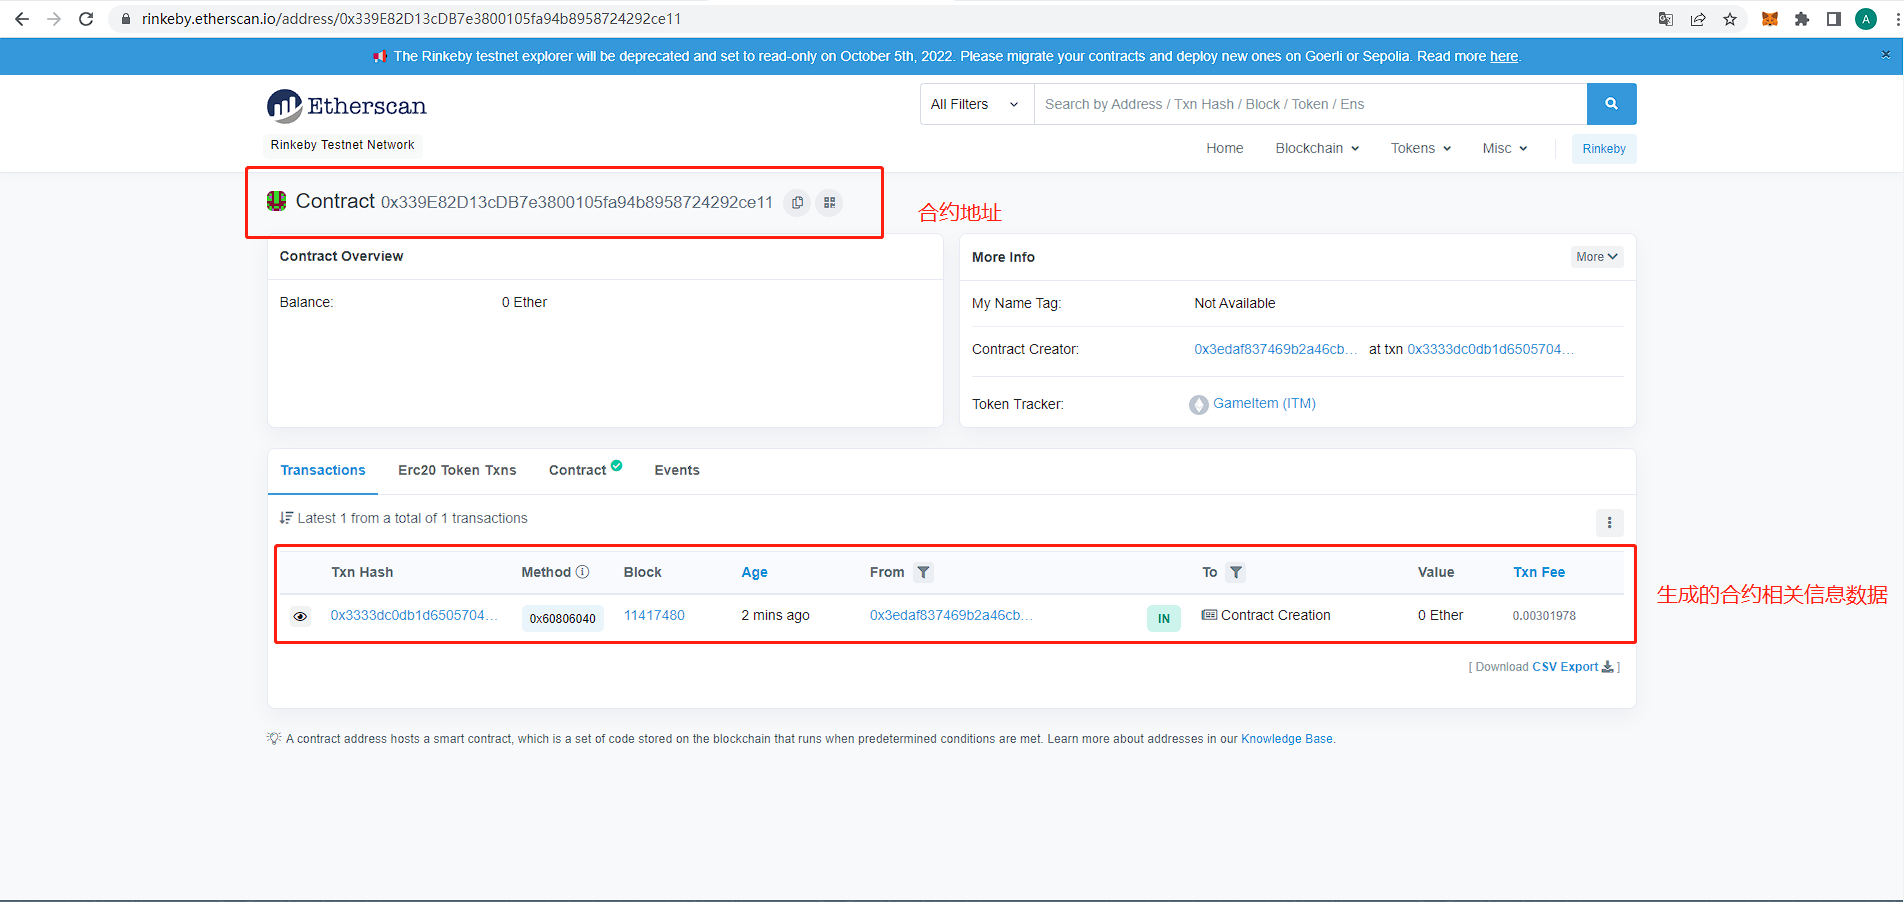 rinkeby.etherscan.io/address/0x339E82D13cDB7e3800105fa94b8958724292ce11
A
The Rinkeby testnet explorer will be deprecated and set to read-only on October 5th, 2022. Please migrate your contracts and deploy new ones on Goerli or Sepolia. Read more here.
Etherscan
All Filters
Search by Address / Txn Hash / Block / Token / Ens
Rinkeby Testnet Network
Home Blockchain Tokens Misc Rinkeby
Contract 0x339E82D13cDB7e3800105fa94b8958724292ce11
合约地址
Contract Overview
Balance: 0 Ether
More Info More
My Name Tag: Not Available
Contract Creator: 0x3edaf837469b2a46cb... at txn 0x3333dc0db1d6505704...
Token Tracker: GameItem (ITM)
Transactions Erc20 Token Txns Contract Events
Latest 1 from a total of 1 transactions
Txn Hash Method Block Age From To Value Txn Fee
0x3333dc0db1d6505704... 0x60806040 11417480 2 mins ago 0x3edaf837469b2a46cb... IN Contract Creation 0 Ether 0.00301978
生成的合约相关信息数据
[ Download CSV Export ]
A contract address hosts a smart contract, which is a set of code stored on the blockchain that runs when predetermined conditions are met. Learn more about addresses in our Knowledge Base.